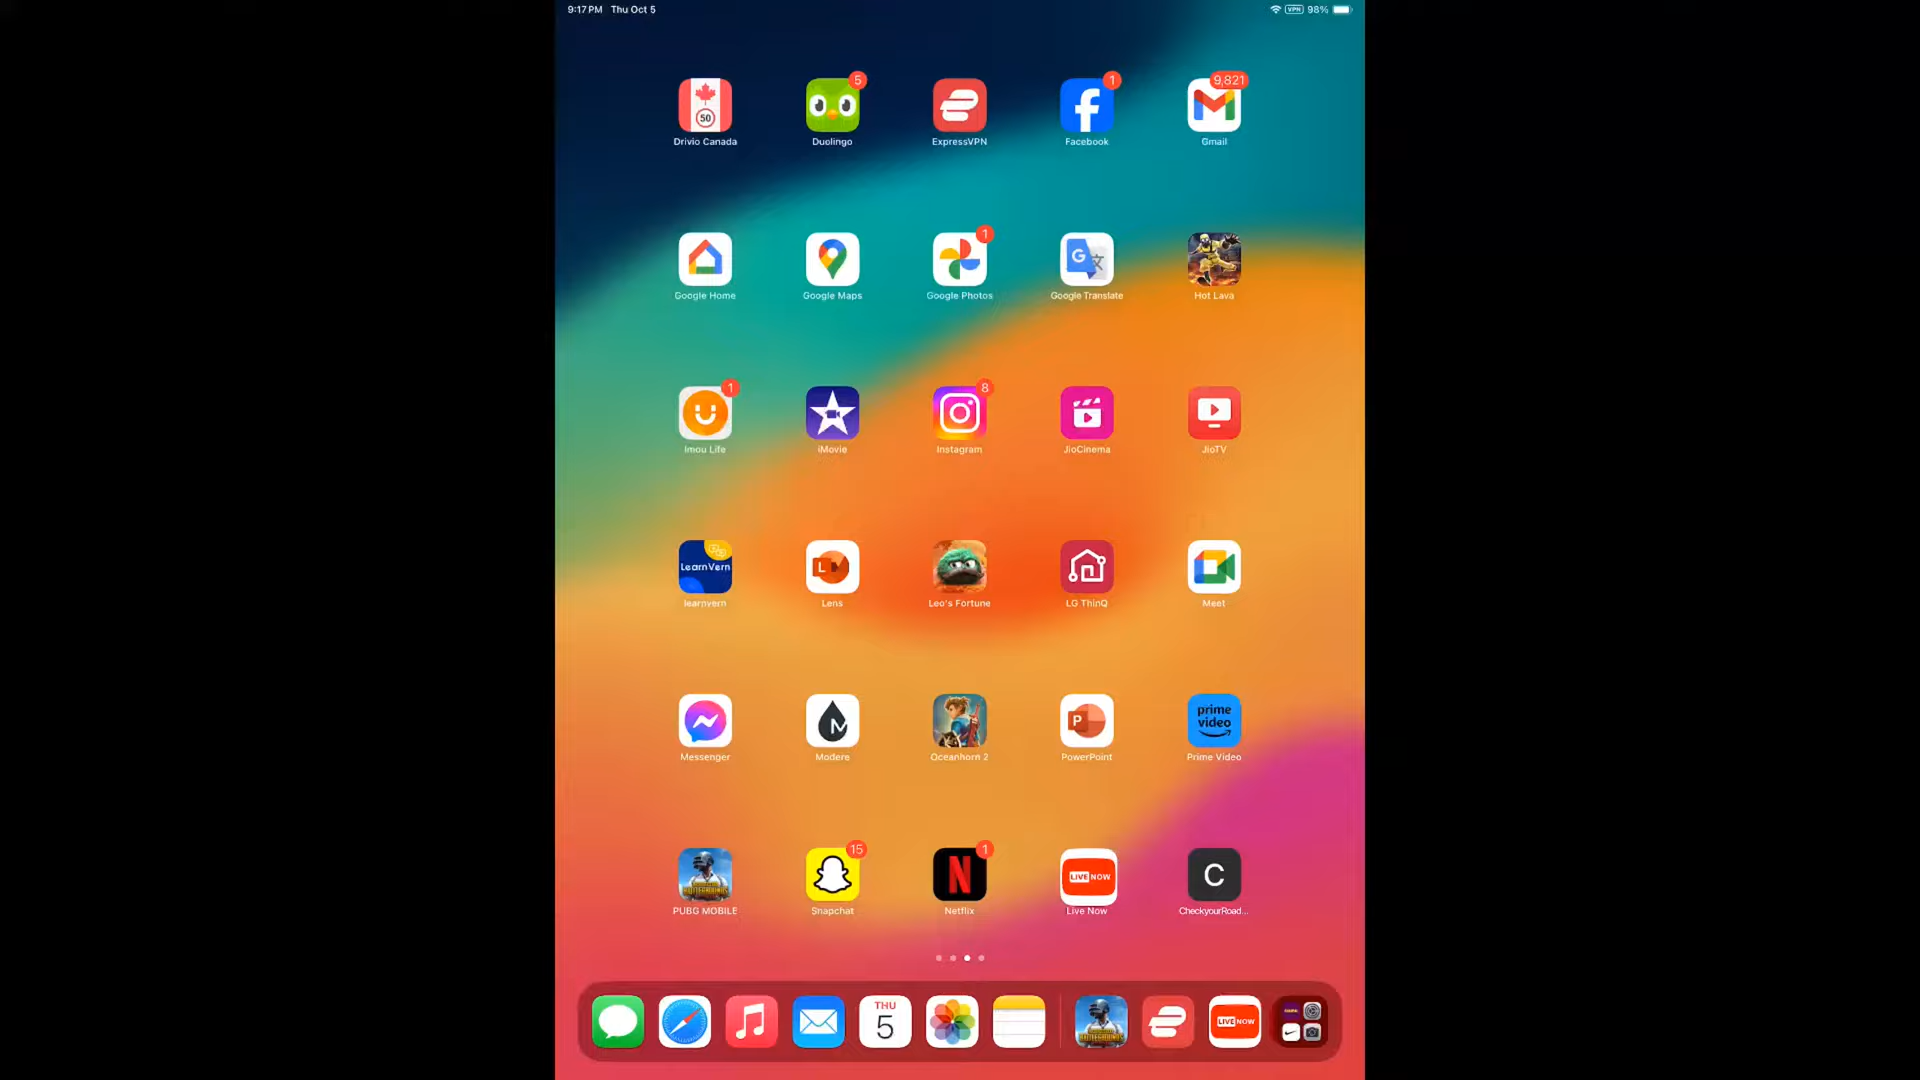 9:17 PM Thu Oct 5
VPN 98%
50
5
1
9,821
Drivio Canada
Duolingo
ExpressVPN
Facebook
Gmail
1
G 文
Google Home
Google Maps
Google Photos
Google Translate
Hot Lava
1
8
Imou Life
iMovie
Instagram
JioCinema
JioTV
LearnVern
L
learnvern
Lens
Leo's Fortune
LG ThinQ
Meet
M
P
prime video
Messenger
Modere
Oceanhorn 2
PowerPoint
Prime Video
15
1
N
LIVE NOW
C
PUBG MOBILE
Snapchat
Netflix
Live Now
CheckyourRoad...
THU
5
LIVE NOW